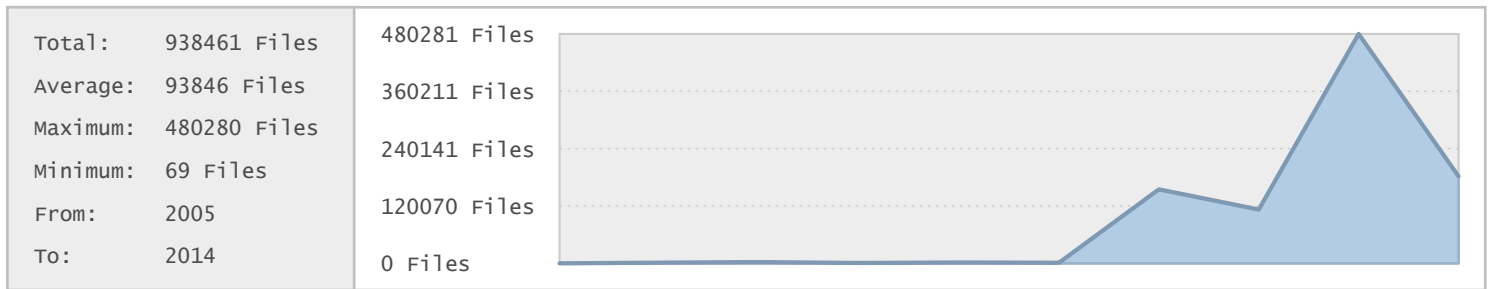 Total: 938461 Files
Average: 93846 Files
Maximum: 480280 Files
Minimum: 69 Files
From: 2005
To: 2014
480281 Files
360211 Files
240141 Files
120070 Files
0 Files